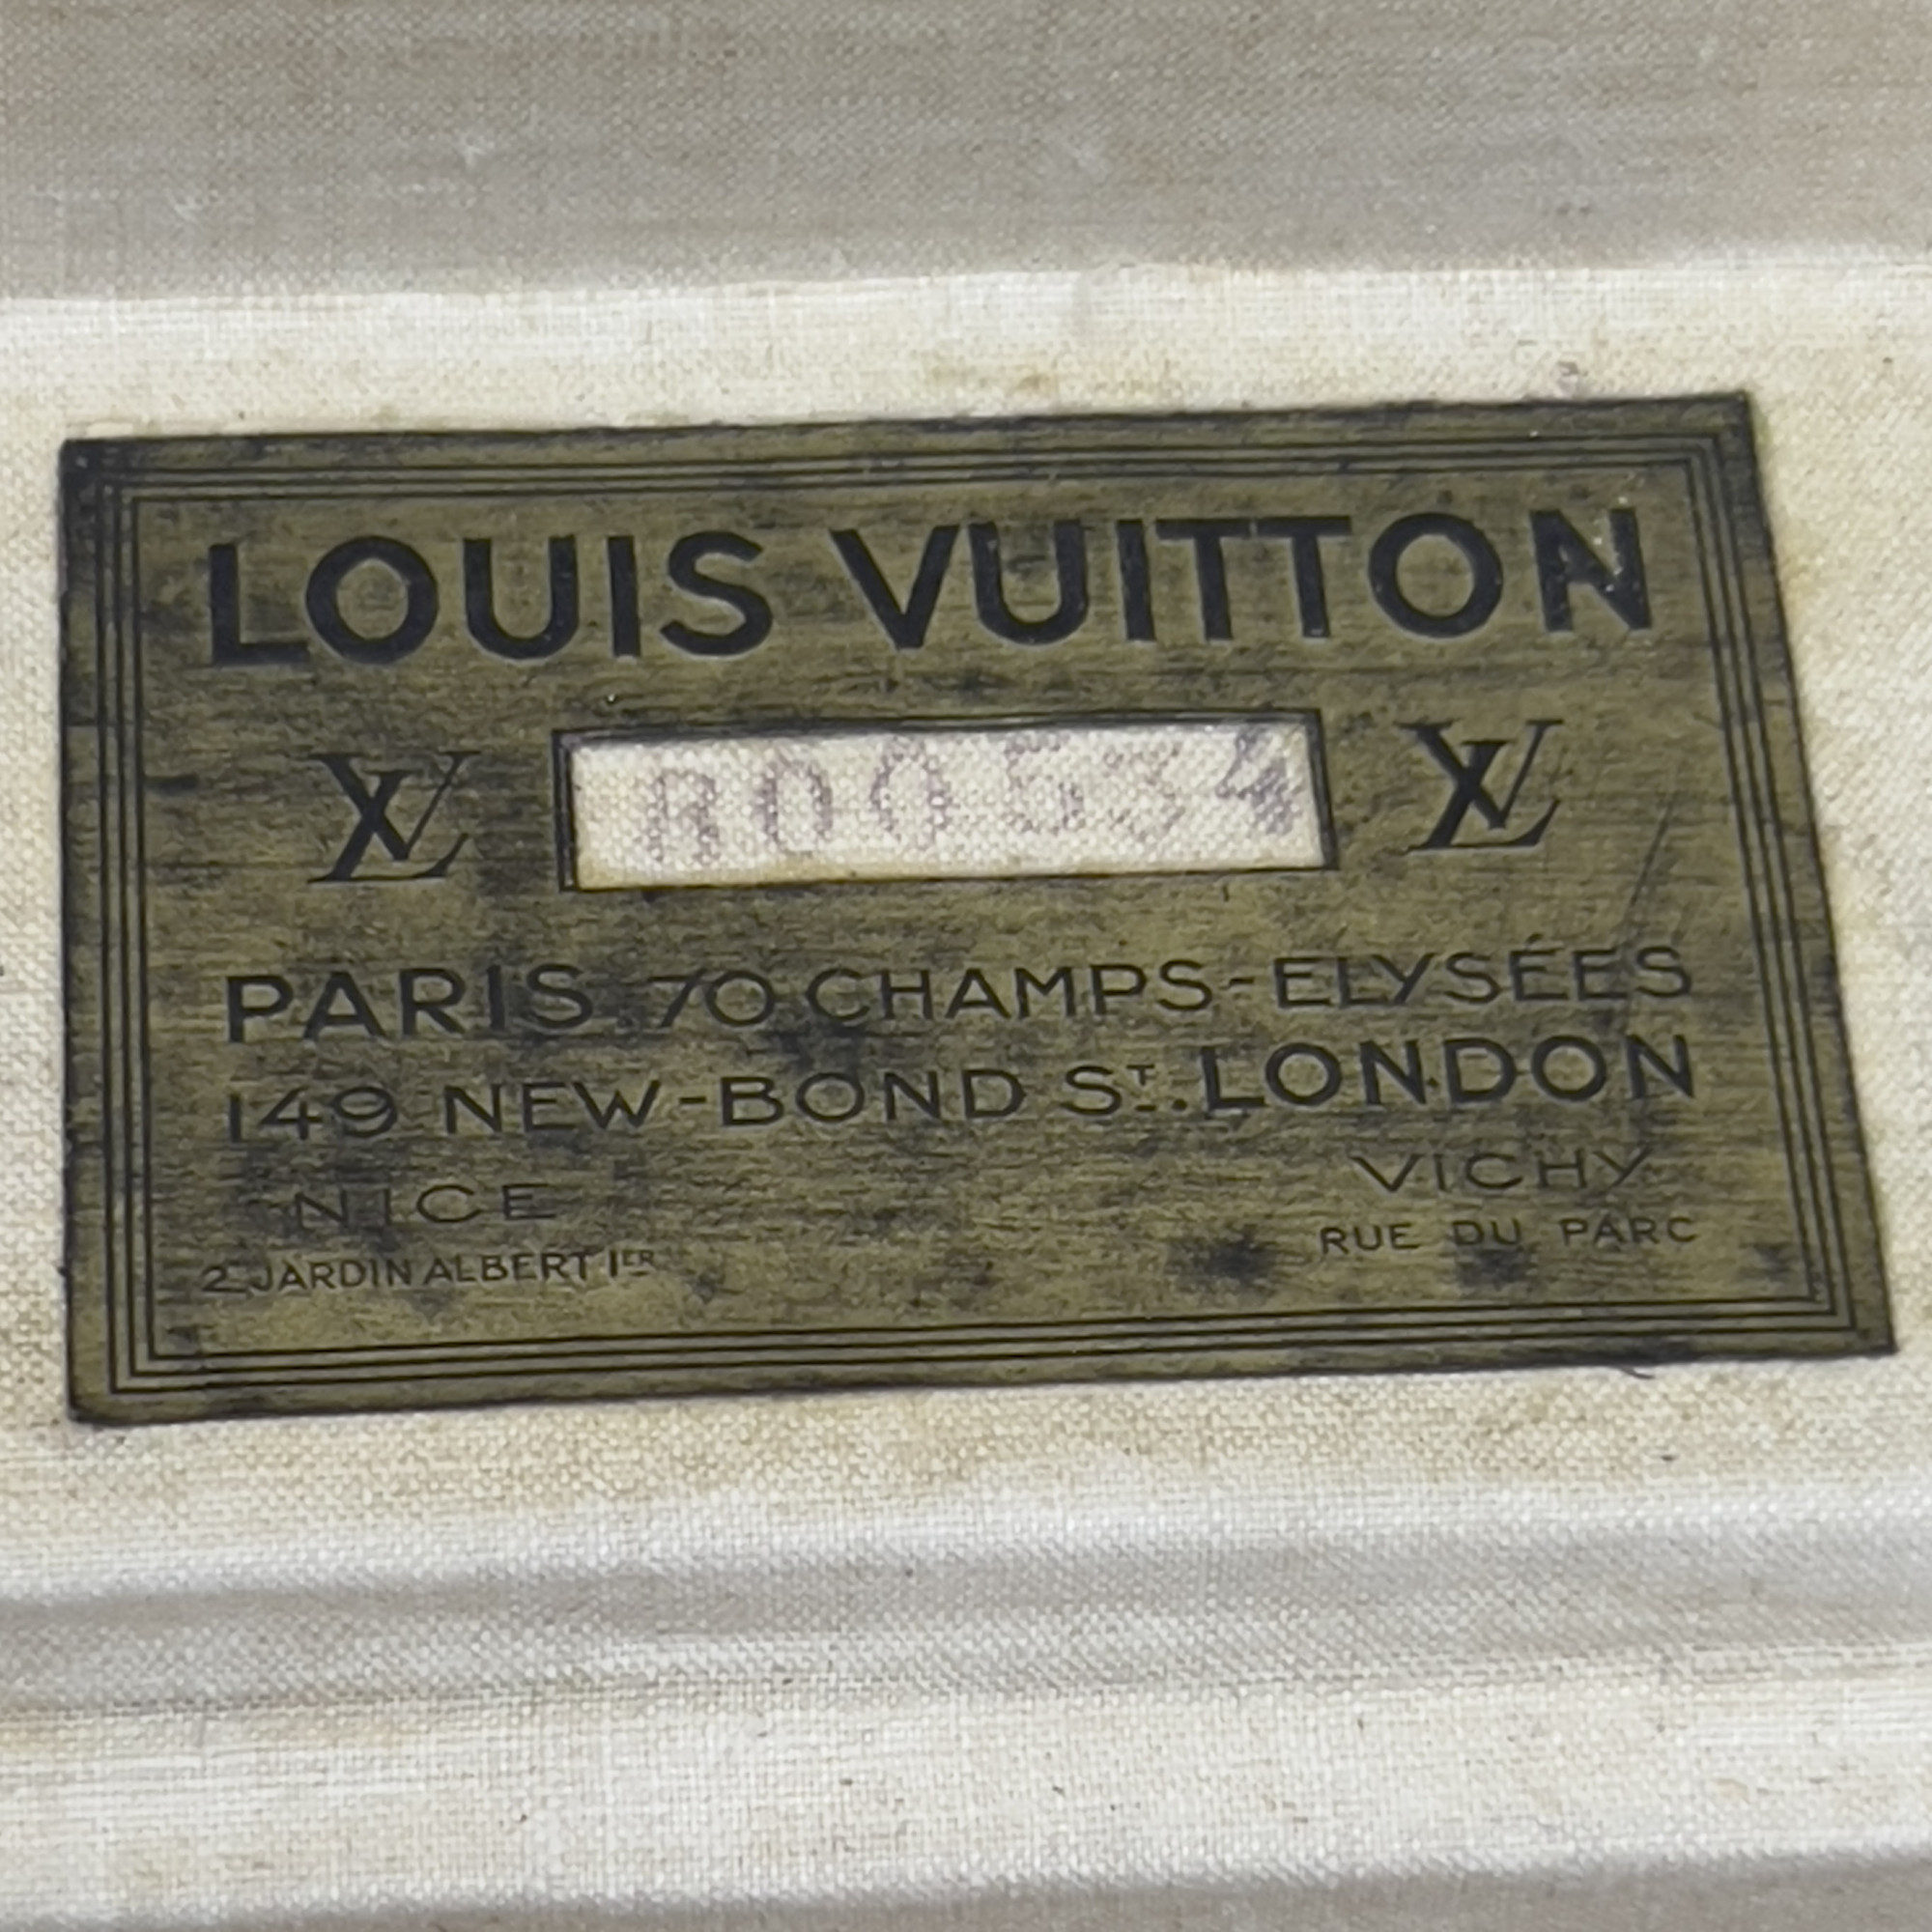 LOUIS VUITTON
LV 800534 LV
PARIS 70 CHAMPS-ELYSÉES
149 NEW-BOND ST. LONDON
NICE VICHY
2 JARDIN ALBERT IER RUE DU PARC